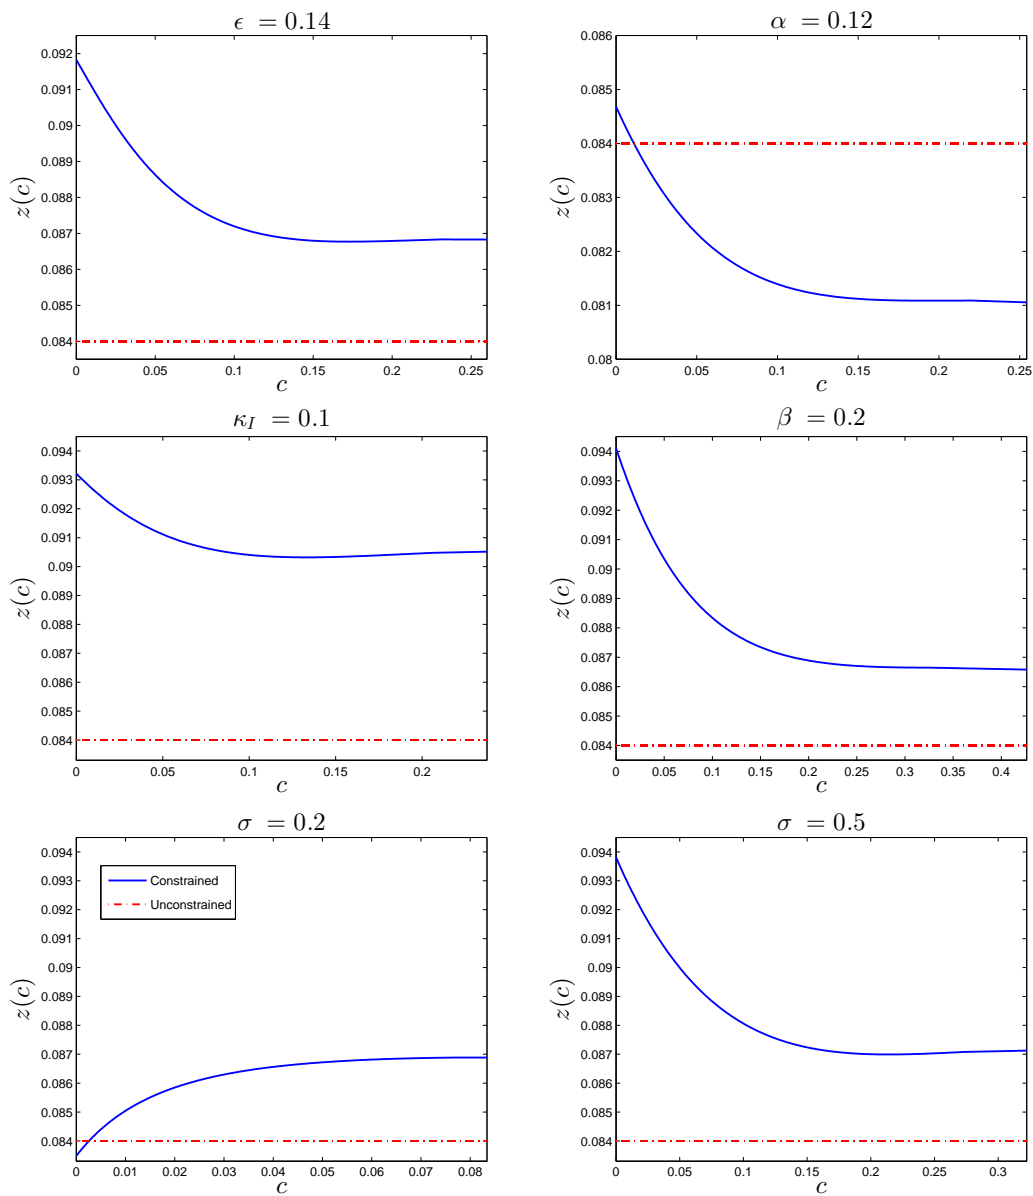 ϵ = 0.14
0.092
0.091
0.09
0.089
0.088
0.087
0.086
0.085
0.084
z(c)
0 0.05 0.1 0.15 0.2 0.25
c
α = 0.12
0.086
0.085
0.084
0.083
0.082
0.081
0.08
z(c)
0 0.05 0.1 0.15 0.2 0.25
c
κ_I = 0.1
0.094
0.093
0.092
0.091
0.09
0.089
0.088
0.087
0.086
0.085
0.084
z(c)
0 0.05 0.1 0.15 0.2
c
β = 0.2
0.094
0.093
0.092
0.091
0.09
0.089
0.088
0.087
0.086
0.085
0.084
z(c)
0 0.05 0.1 0.15 0.2 0.25 0.3 0.35 0.4
c
σ = 0.2
0.094
0.093
0.092
0.091
0.09
0.089
0.088
0.087
0.086
0.085
0.084
z(c)
Constrained
Unconstrained
0 0.01 0.02 0.03 0.04 0.05 0.06 0.07 0.08
c
σ = 0.5
0.094
0.093
0.092
0.091
0.09
0.089
0.088
0.087
0.086
0.085
0.084
z(c)
0 0.05 0.1 0.15 0.2 0.25 0.3
c